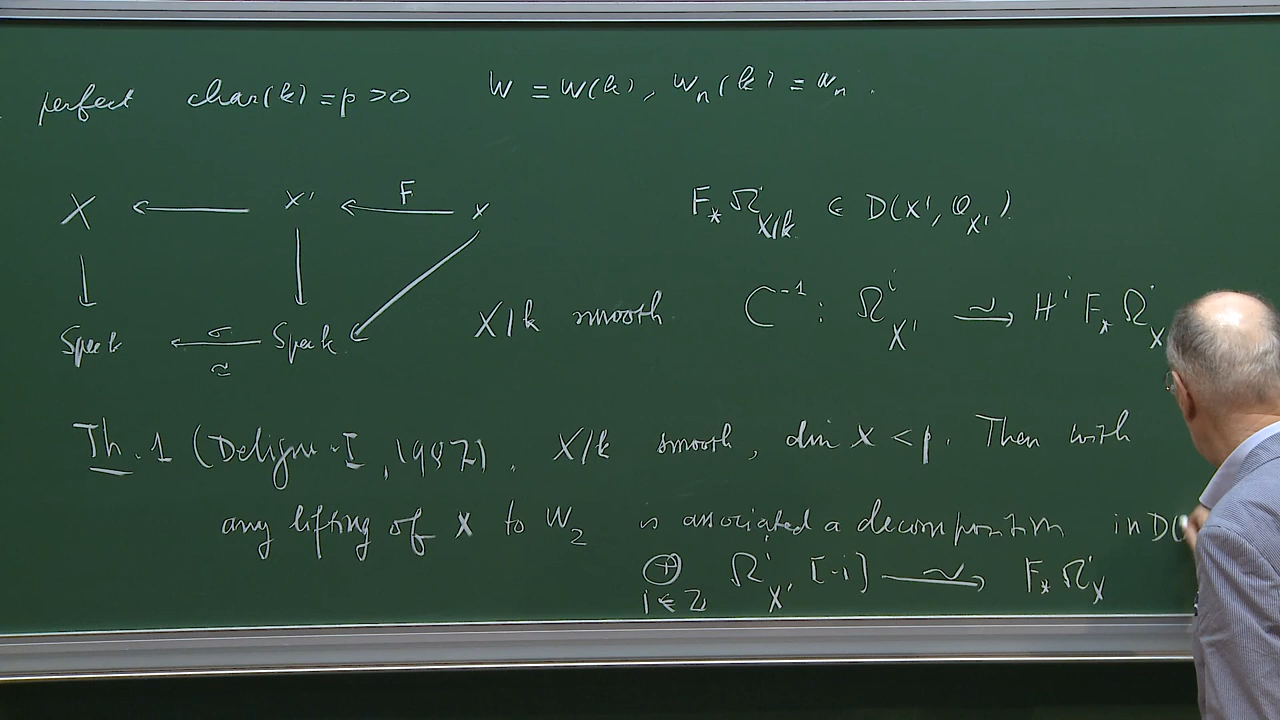 perfect char(k) = p > 0 W = W(k), W_n(k) = W_n.
X ← X' ←F X F_* Ω^•_{X/k} ∈ D(X', O_{X'}).
Spec k ←σ ≃ Spec k X/k smooth. C^{-1} : Ω^i_{X'} →∼ H^i F_* Ω^•_X
Th. 1 (Deligne-I, 1987). X/k smooth, dim X < p. Then with
any lifting of X to W_2 is associated a decomposition in D(
⊕_{i∈Z} Ω^i_{X'} [-i] →∼ F_* Ω^•_X